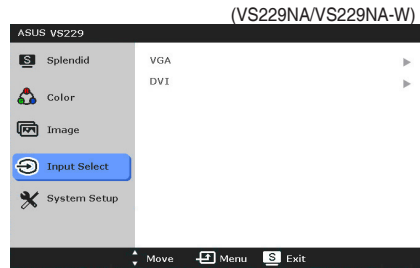 (VS229NA/VS229NA-W)
ASUS VS229
S Splendid
VGA
DVI
Color
Image
Input Select
System Setup
Move Menu S Exit